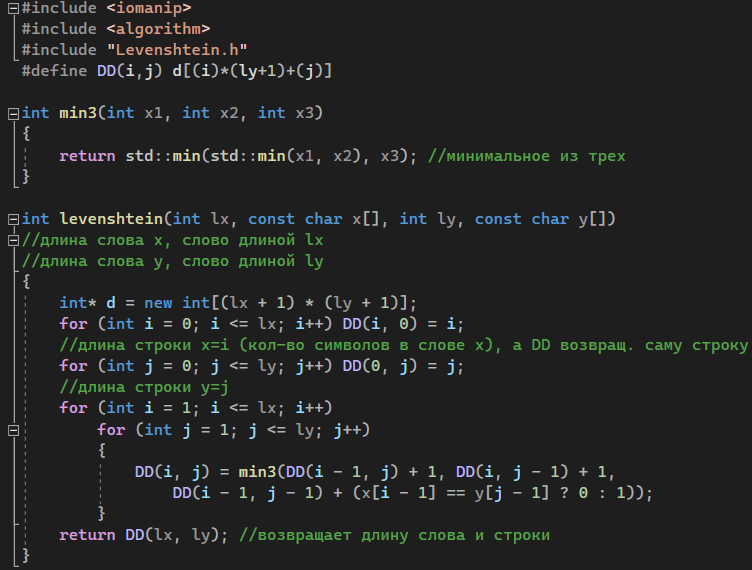 #include <iomanip>
#include <algorithm>
#include "Levenshtein.h"
#define DD(i,j) d[(i)*(ly+1)+(j)]
int min3(int x1, int x2, int x3)
{
return std::min(std::min(x1, x2), x3); //минимальное из трех
}
int levenshtein(int lx, const char x[], int ly, const char y[])
//длина слова x, слово длиной lx
//длина слова y, слово длиной ly
{
int* d = new int[(lx + 1) * (ly + 1)];
for (int i = 0; i <= lx; i++) DD(i, 0) = i;
//длина строки x=i (кол-во символов в слове x), а DD возвращ. саму строку
for (int j = 0; j <= ly; j++) DD(0, j) = j;
//длина строки y=j
for (int i = 1; i <= lx; i++)
for (int j = 1; j <= ly; j++)
{
DD(i, j) = min3(DD(i - 1, j) + 1, DD(i, j - 1) + 1,
DD(i - 1, j - 1) + (x[i - 1] == y[j - 1] ? 0 : 1));
}
return DD(lx, ly); //возвращает длину слова и строки
}